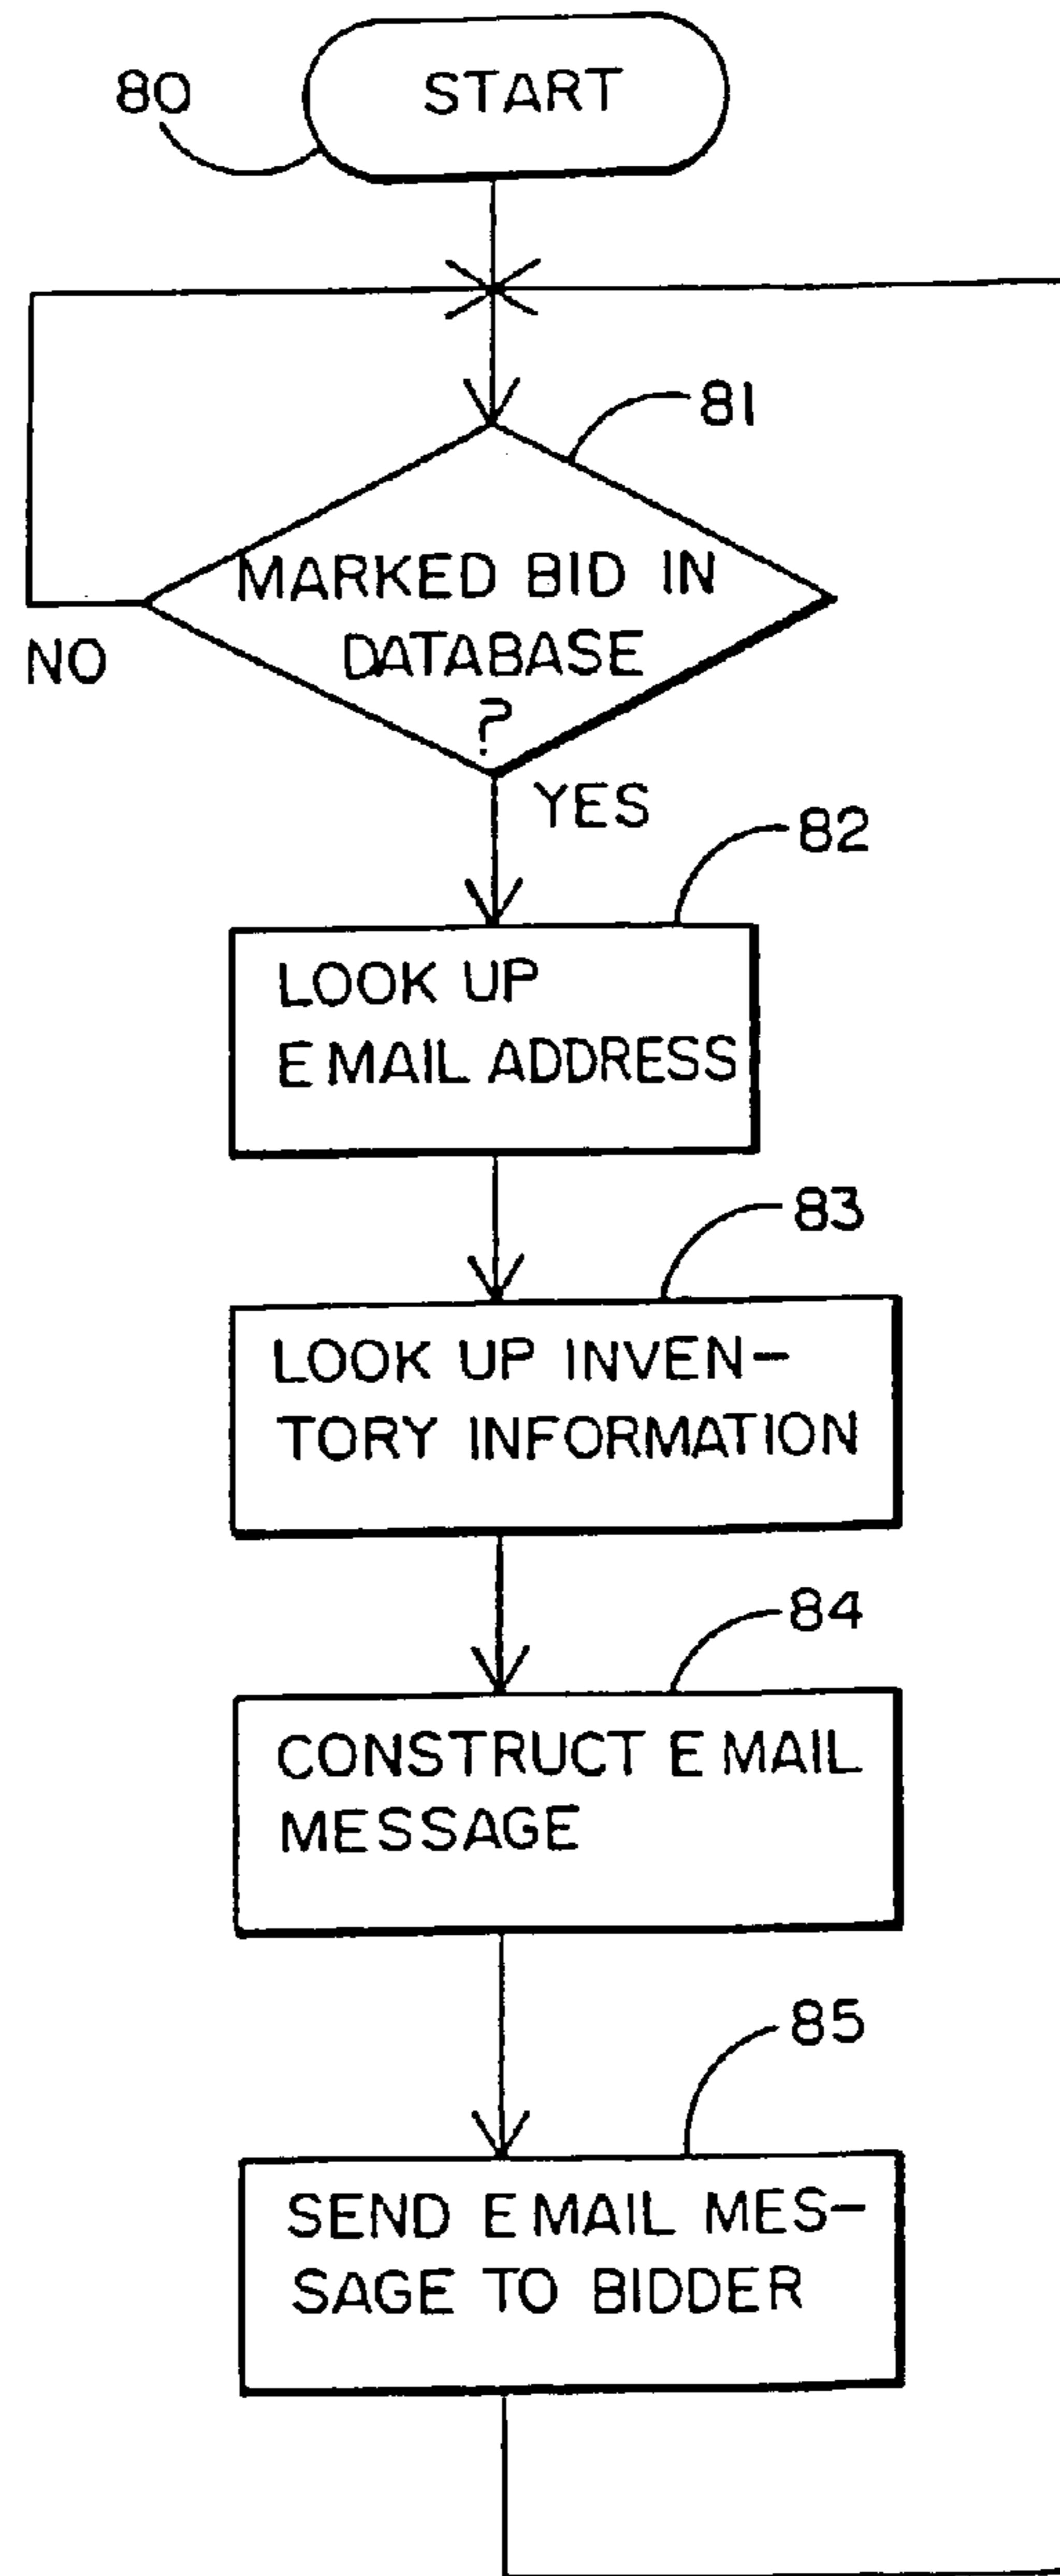 80
START
81
MARKED BID IN
DATABASE
?
NO
YES
82
LOOK UP
E MAIL ADDRESS
83
LOOK UP INVEN-
TORY INFORMATION
84
CONSTRUCT E MAIL
MESSAGE
85
SEND E MAIL MES-
SAGE TO BIDDER